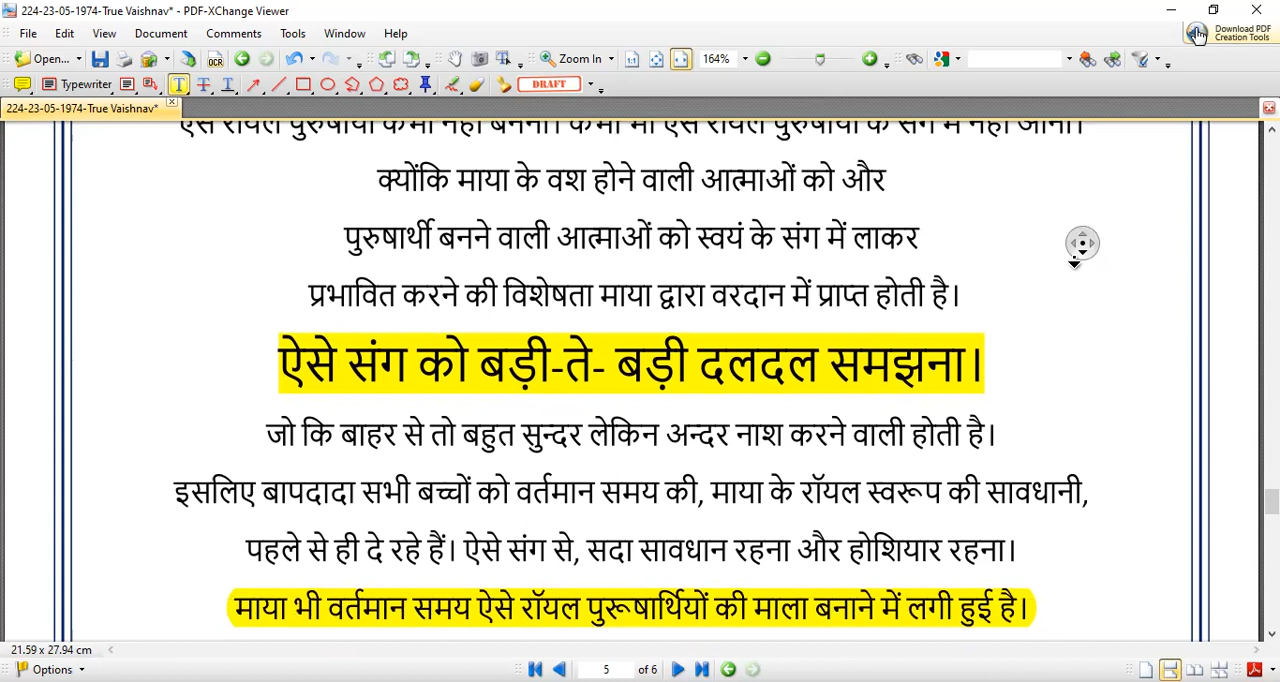 224-23-05-1974-True Vaishnav* - PDF-XChange Viewer
File Edit View Document Comments Tools Window Help
Download PDF
Creation Tools
Open... OCR Zoom In 164%
Typewriter DRAFT
224-23-05-1974-True Vaishnav*
क्योंकि माया के वश होने वाली आत्माओं को और
पुरुषार्थी बनने वाली आत्माओं को स्वयं के संग में लाकर
प्रभावित करने की विशेषता माया द्वारा वरदान में प्राप्त होती है।
ऐसे संग को बड़ी-ते- बड़ी दलदल समझना।
जो कि बाहर से तो बहुत सुन्दर लेकिन अन्दर नाश करने वाली होती है।
इसलिए बापदादा सभी बच्चों को वर्तमान समय की, माया के रॉयल स्वरूप की सावधानी,
पहले से ही दे रहे हैं। ऐसे संग से, सदा सावधान रहना और होशियार रहना।
माया भी वर्तमान समय ऐसे रॉयल पुरूषार्थियों की माला बनाने में लगी हुई है।
21.59 x 27.94 cm
Options 5 of 6